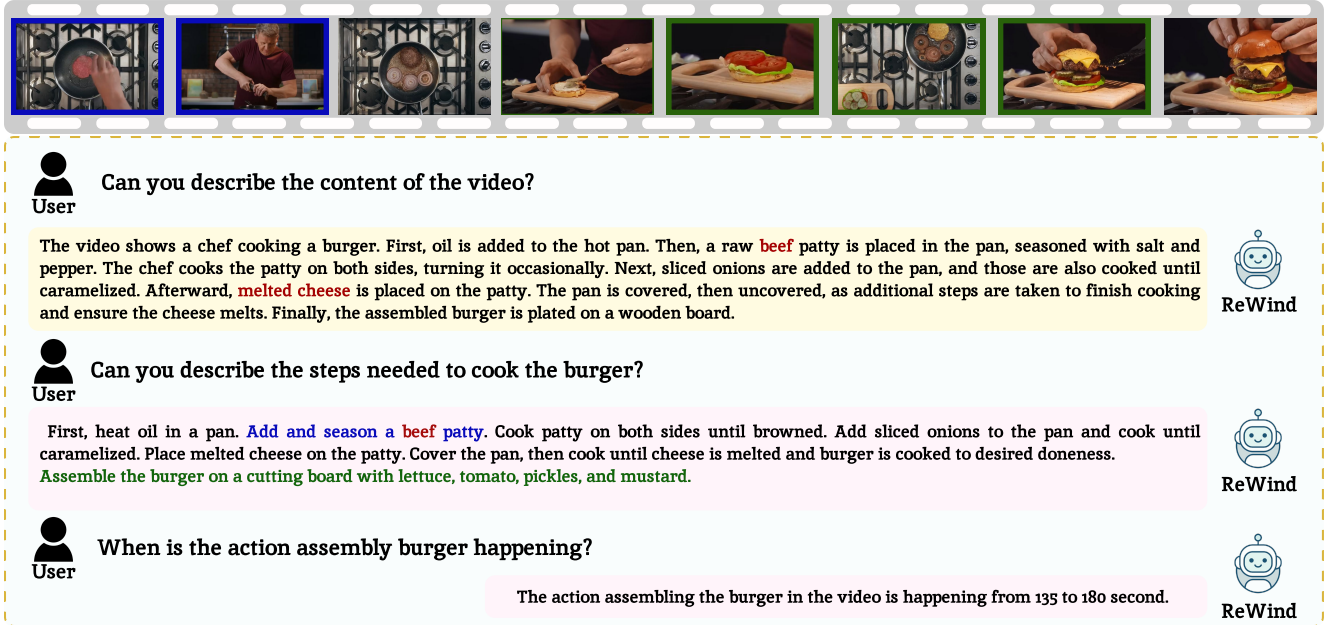 Can you describe the content of the video?
User
The video shows a chef cooking a burger. First, oil is added to the hot pan. Then, a raw beef patty is placed in the pan, seasoned with salt and
pepper. The chef cooks the patty on both sides, turning it occasionally. Next, sliced onions are added to the pan, and those are also cooked until
caramelized. Afterward, melted cheese is placed on the patty. The pan is covered, then uncovered, as additional steps are taken to finish cooking
and ensure the cheese melts. Finally, the assembled burger is plated on a wooden board.
ReWind
Can you describe the steps needed to cook the burger?
User
First, heat oil in a pan. Add and season a beef patty. Cook patty on both sides until browned. Add sliced onions to the pan and cook until
caramelized. Place melted cheese on the patty. Cover the pan, then cook until cheese is melted and burger is cooked to desired doneness.
Assemble the burger on a cutting board with lettuce, tomato, pickles, and mustard.
ReWind
When is the action assembly burger happening?
User
The action assembling the burger in the video is happening from 135 to 180 second.
ReWind